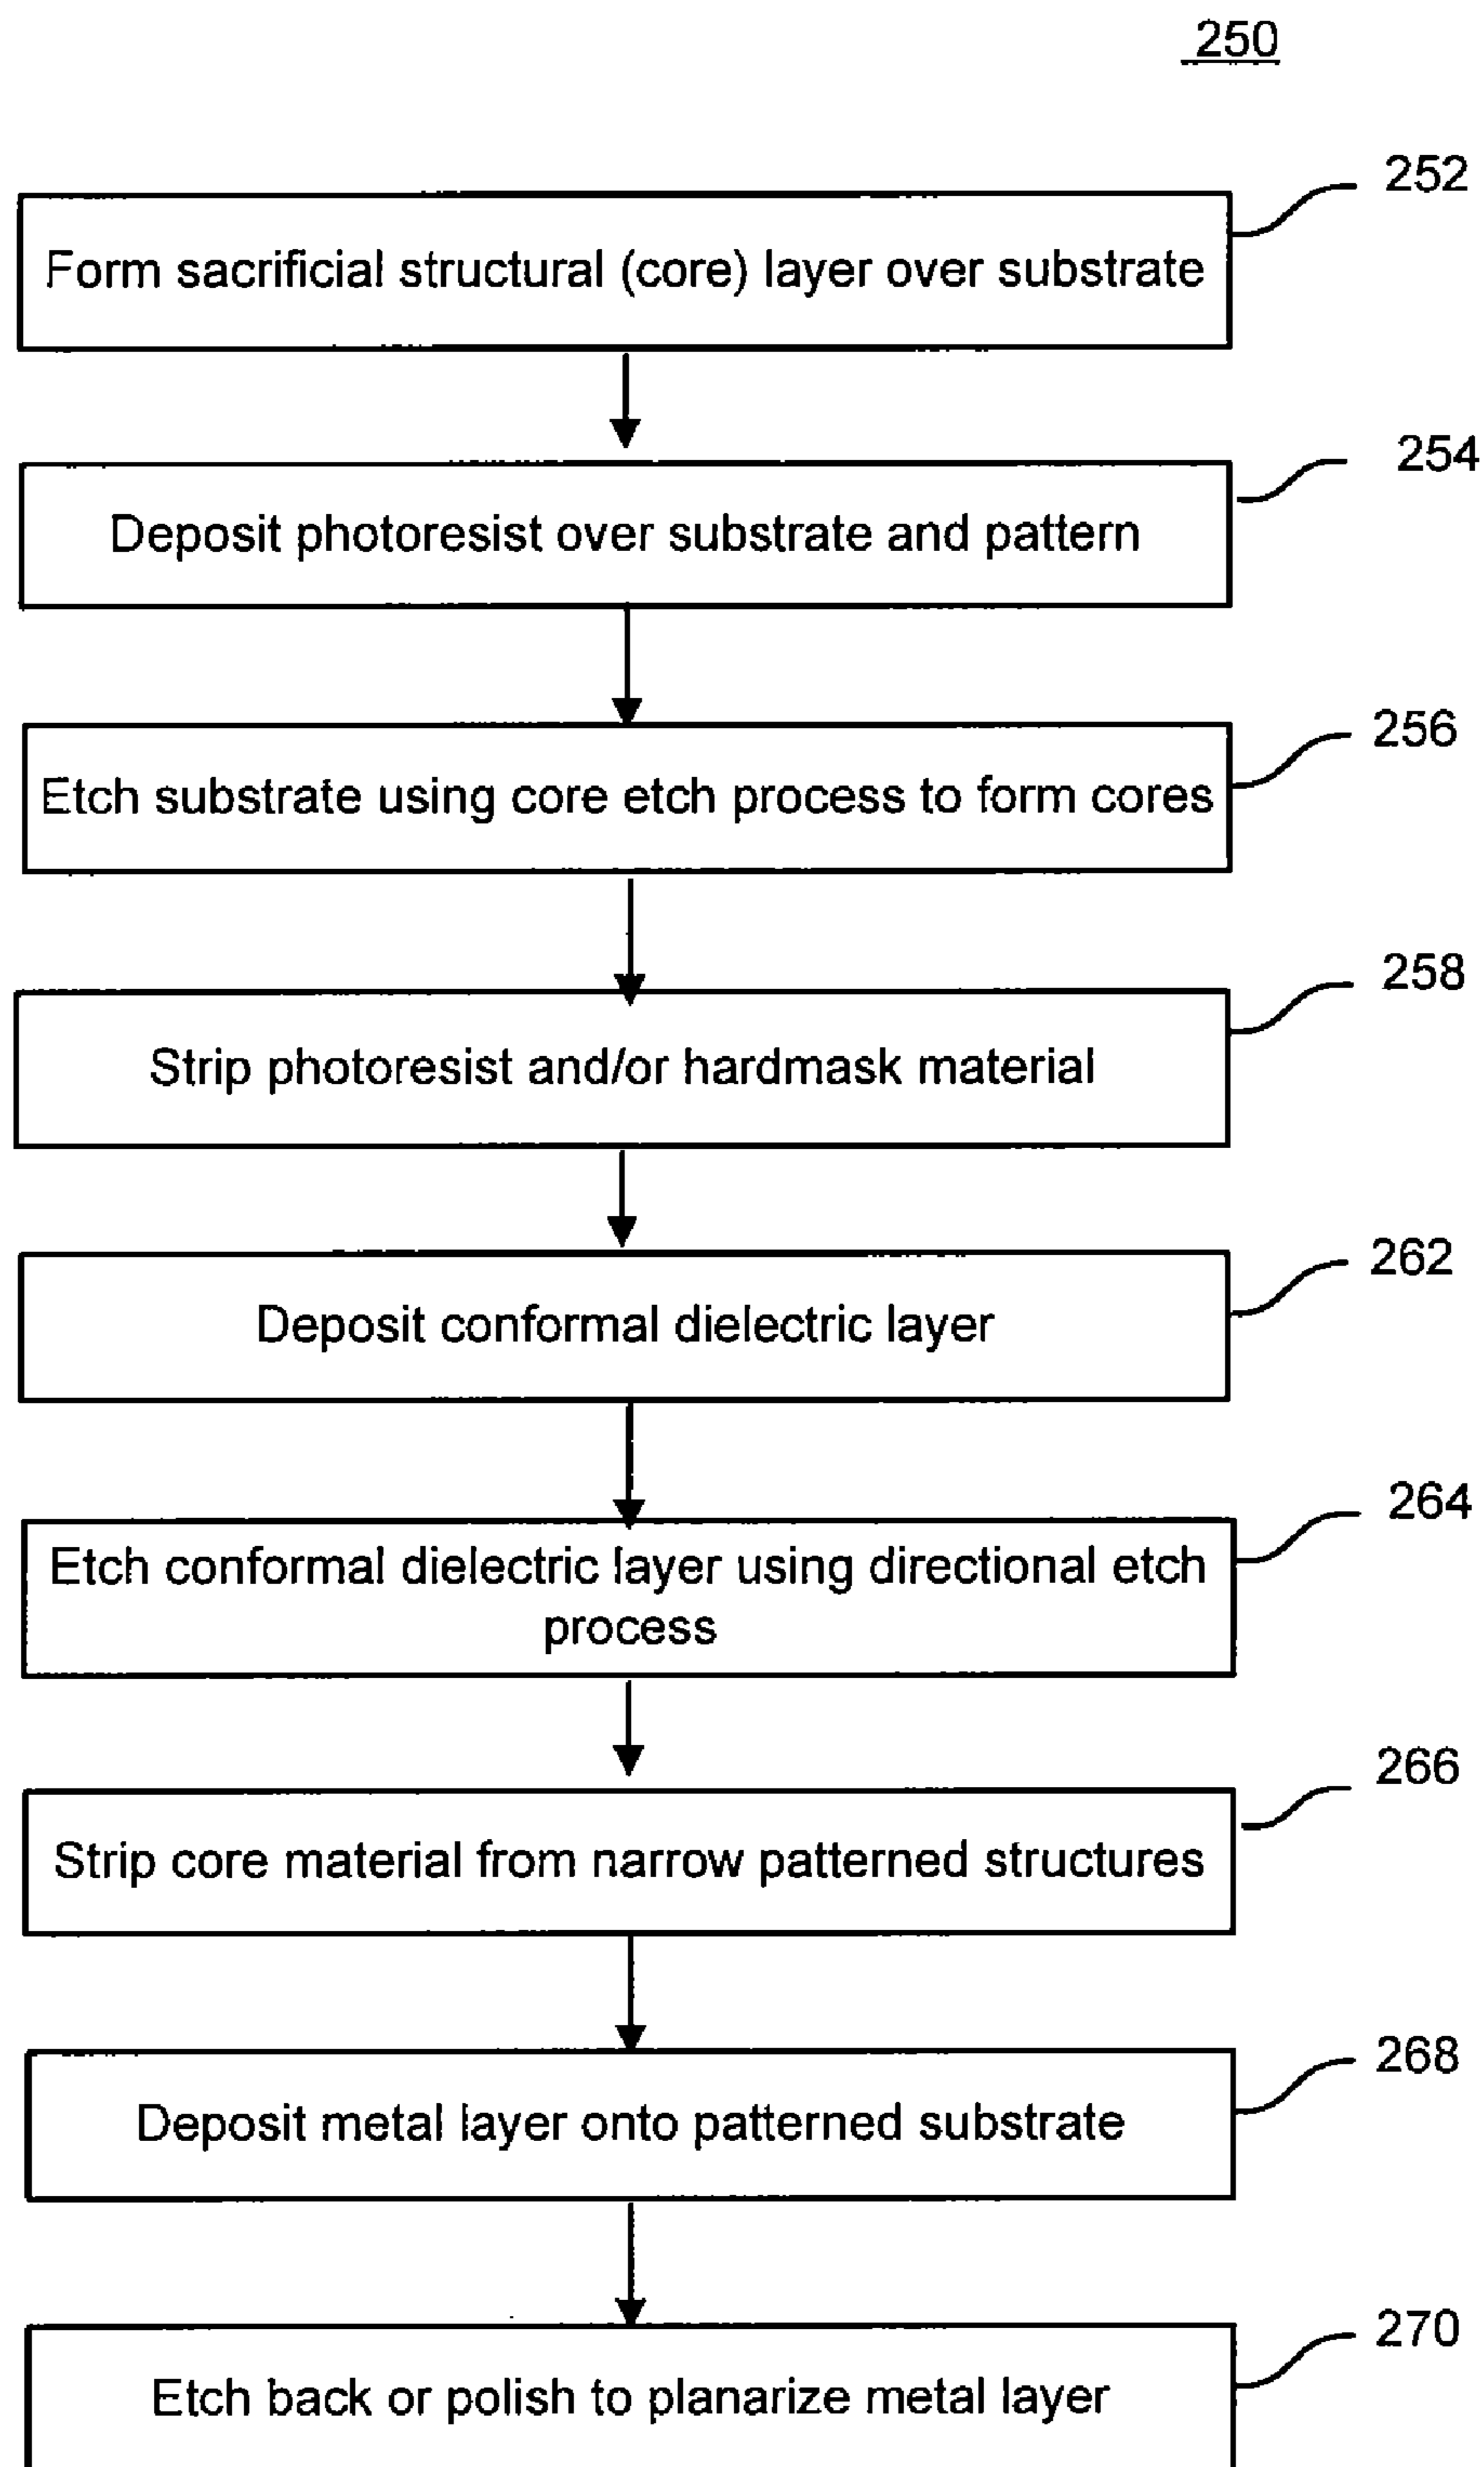 250
252
Form sacrificial structural (core) layer over substrate
254
Deposit photoresist over substrate and pattern
256
Etch substrate using core etch process to form cores
258
Strip photoresist and/or hardmask material
262
Deposit conformal dielectric layer
264
Etch conformal dielectric layer using directional etch
process
266
Strip core material from narrow patterned structures
268
Deposit metal layer onto patterned substrate
270
Etch back or polish to planarize metal layer